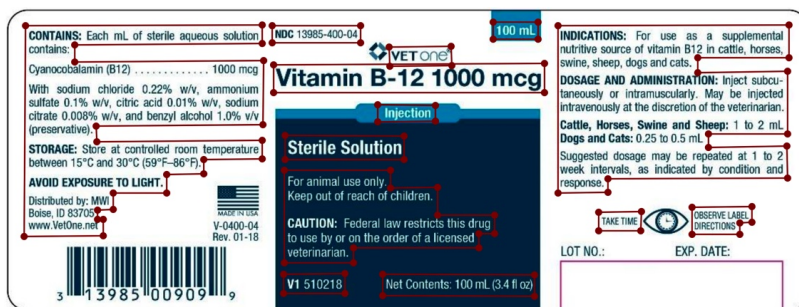 CONTAINS: Each mL of sterile aqueous solution
contains:
Cyanocobalamin (B12) . . . . . . . . . . . . . 1000 mcg
With sodium chloride 0.22% w/v, ammonium
sulfate 0.1% w/v, citric acid 0.01% w/v, sodium
citrate 0.008% w/v, and benzyl alcohol 1.0% v/v
(preservative).
STORAGE: Store at controlled room temperature
between 15°C and 30°C (59°F–86°F).
AVOID EXPOSURE TO LIGHT.
Distributed by: MWI
Boise, ID 83705
www.VetOne.net
MADE IN USA
V-0400-04
Rev. 01-18
3 13985 00909 9
NDC 13985-400-04
100 mL
VET one
Vitamin B-12 1000 mcg
Injection
Sterile Solution
For animal use only.
Keep out of reach of children.
CAUTION: Federal law restricts this drug
to use by or on the order of a licensed
veterinarian.
V1 510218
Net Contents: 100 mL (3.4 fl oz)
INDICATIONS: For use as a supplemental
nutritive source of vitamin B12 in cattle, horses,
swine, sheep, dogs and cats.
DOSAGE AND ADMINISTRATION: Inject subcu-
taneously or intramuscularly. May be injected
intravenously at the discretion of the veterinarian.
Cattle, Horses, Swine and Sheep: 1 to 2 mL
Dogs and Cats: 0.25 to 0.5 mL
Suggested dosage may be repeated at 1 to 2
week intervals, as indicated by condition and
response.
TAKE TIME
OBSERVE LABEL
DIRECTIONS
LOT NO.:
EXP. DATE: